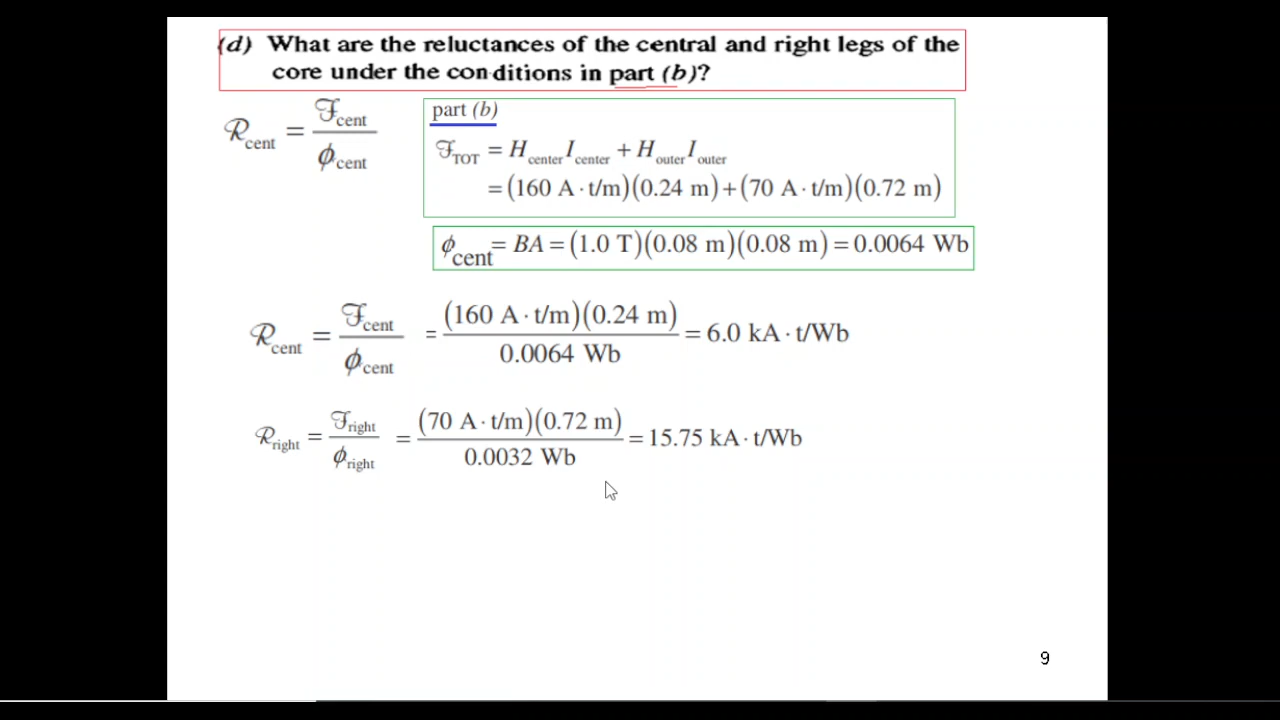 (d) What are the reluctances of the central and right legs of the
core under the conditions in part (b)?
ℛcent = ℱcent / ϕcent
part (b)
ℱTOT = Hcenter lcenter + Houter louter
= (160 A · t/m)(0.24 m) + (70 A · t/m)(0.72 m)
ϕcent = BA = (1.0 T)(0.08 m)(0.08 m) = 0.0064 Wb
ℛcent = ℱcent / ϕcent = (160 A · t/m)(0.24 m) / 0.0064 Wb = 6.0 kA · t/Wb
ℛright = ℱright / ϕright = (70 A · t/m)(0.72 m) / 0.0032 Wb = 15.75 kA · t/Wb
9